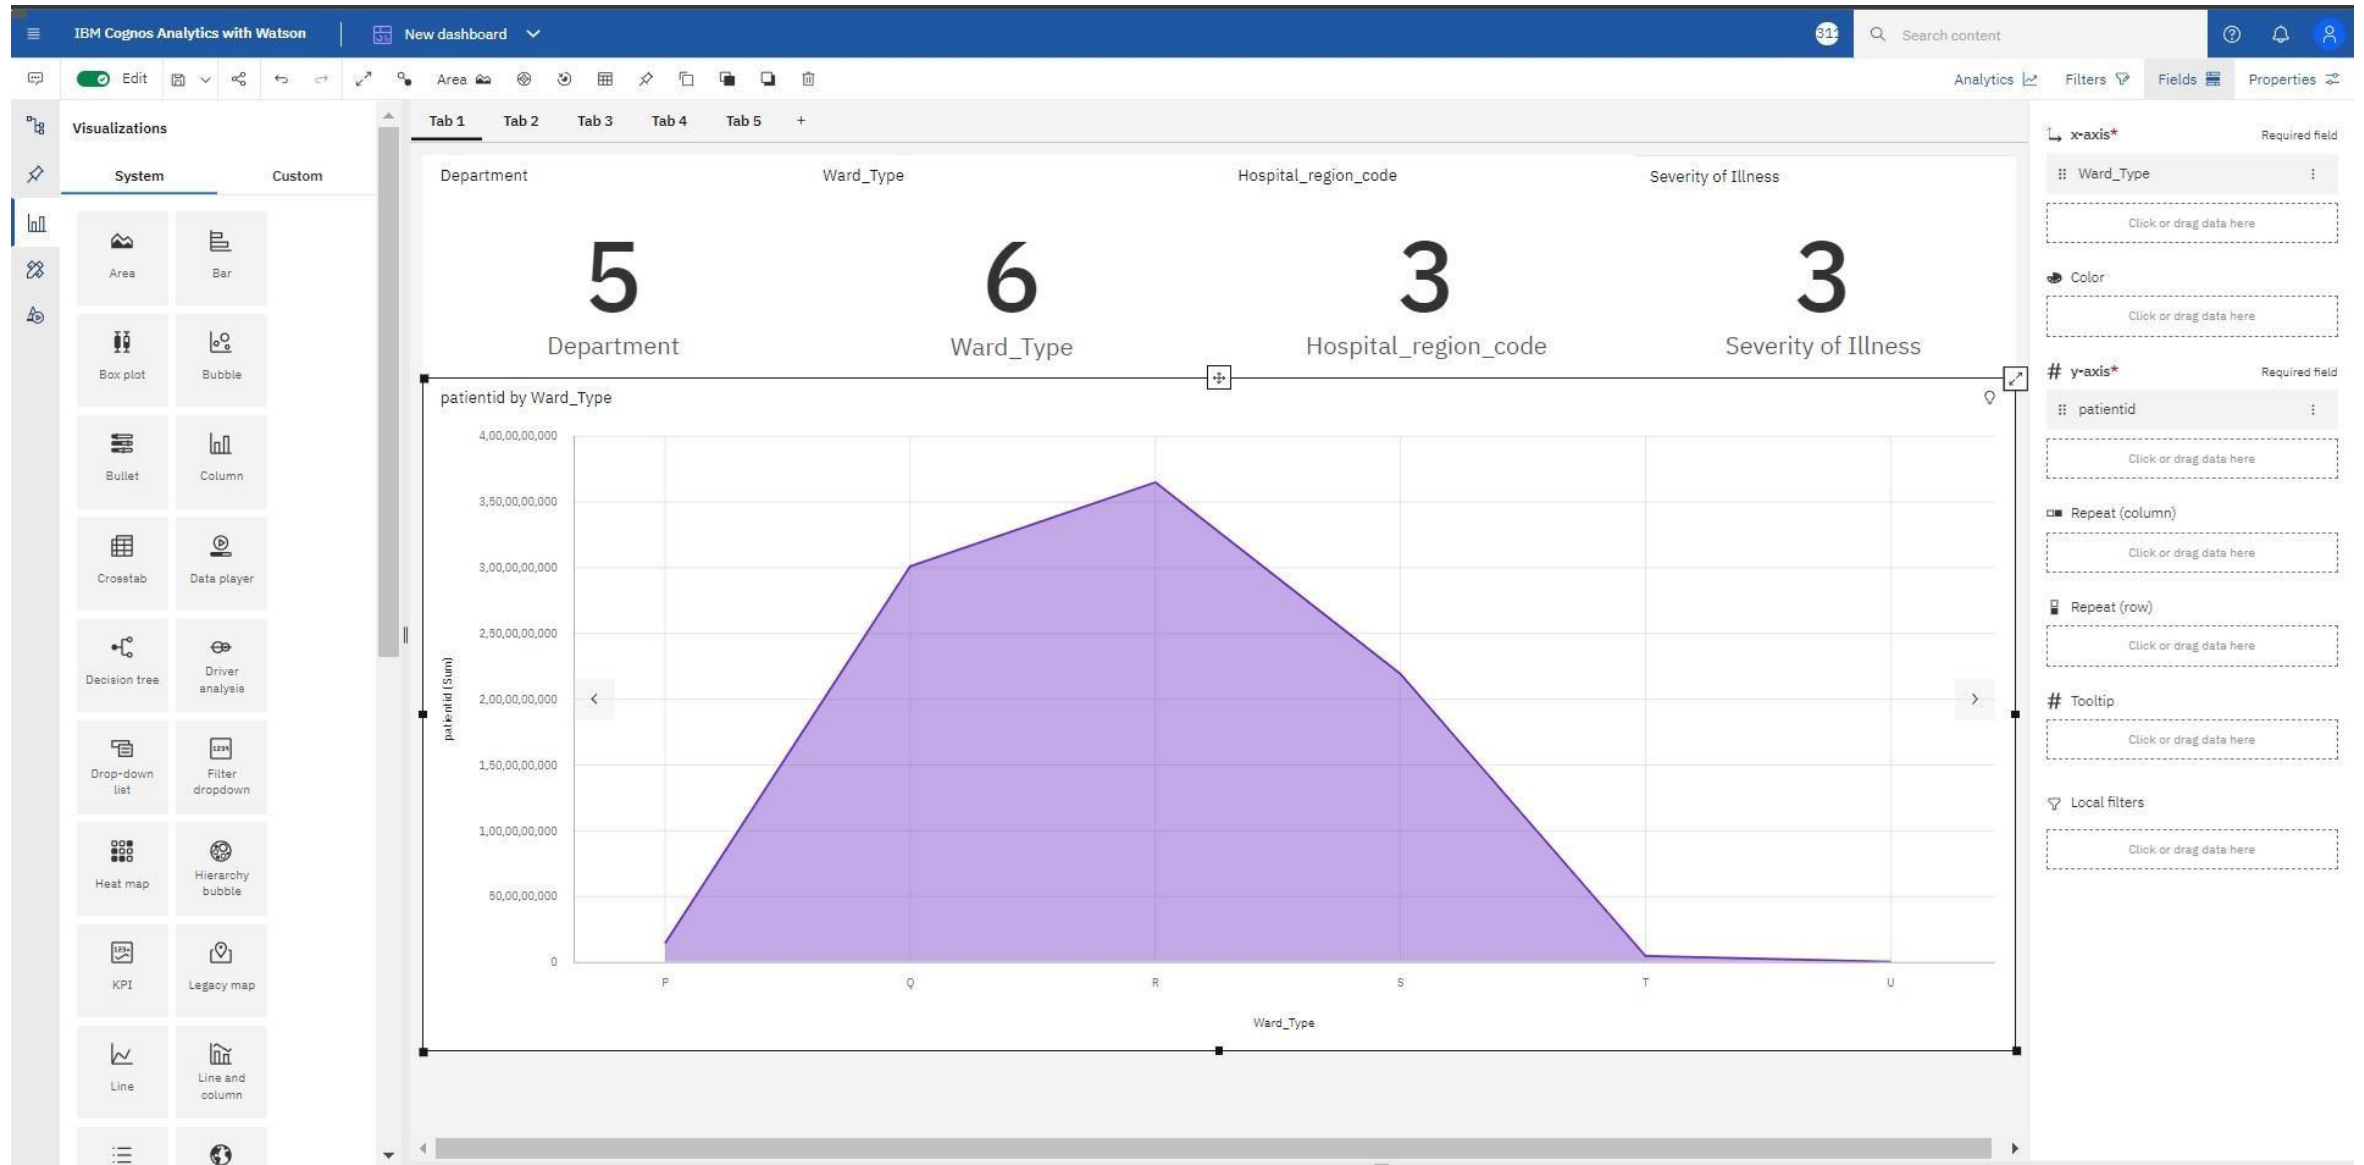 IBM Cognos Analytics with Watson
New dashboard
Search content
Edit
Area
Analytics
Filters
Fields
Properties
Visualizations
System
Custom
Area
Bar
Box plot
Bubble
Bullet
Column
Crosstab
Data player
Decision tree
Driver
analysis
Drop-down
list
Filter
dropdown
Heat map
Hierarchy
bubble
KPI
Legacy map
Line
Line and
column
Tab 1
Tab 2
Tab 3
Tab 4
Tab 5
+
Department
5
Department
Ward_Type
6
Ward_Type
Hospital_region_code
3
Hospital_region_code
Severity of Illness
3
Severity of Illness
patientid by Ward_Type
patientid (Sum)
4,00,00,00,000
3,50,00,00,000
3,00,00,00,000
2,50,00,00,000
2,00,00,00,000
1,50,00,00,000
1,00,00,00,000
50,00,00,000
0
P
Q
R
S
T
U
Ward_Type
x-axis*
Required field
Ward_Type
Click or drag data here
Color
Click or drag data here
# y-axis*
Required field
patientid
Click or drag data here
Repeat (column)
Click or drag data here
Repeat (row)
Click or drag data here
# Tooltip
Click or drag data here
Local filters
Click or drag data here